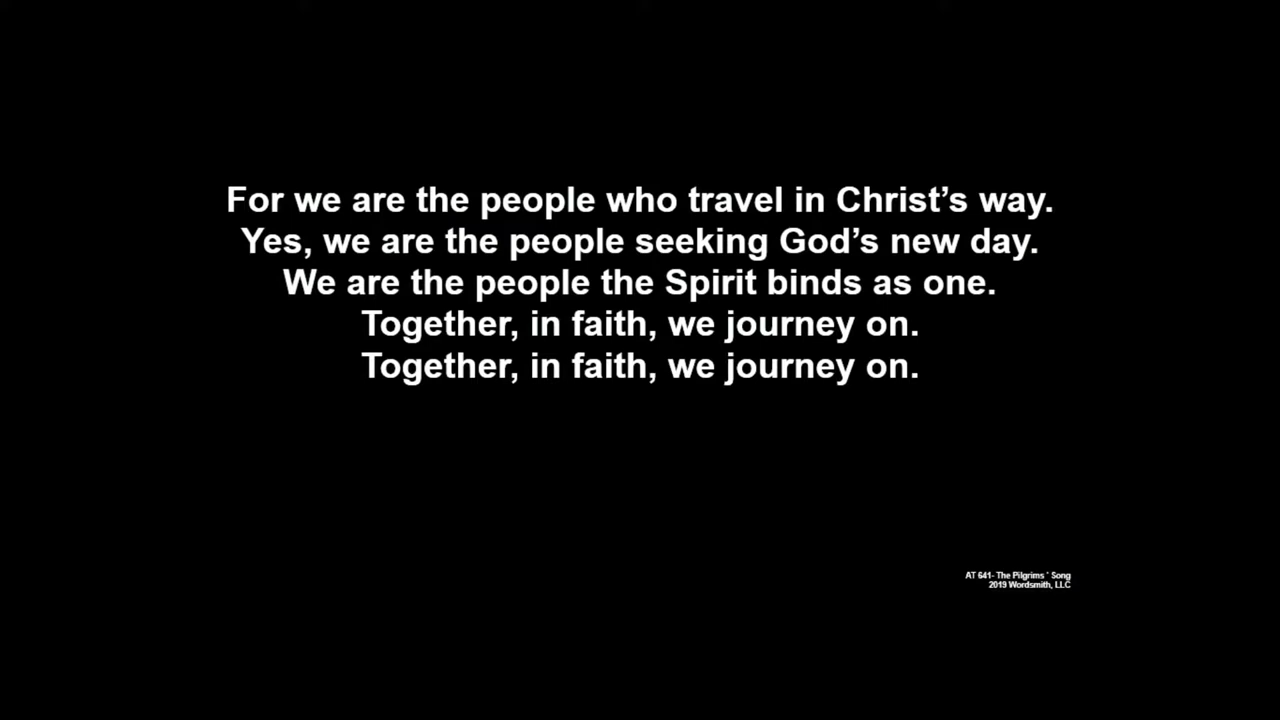 For we are the people who travel in Christ’s way.
Yes, we are the people seeking God’s new day.
We are the people the Spirit binds as one.
Together, in faith, we journey on.
Together, in faith, we journey on.
AT 641- The Pilgrims ' Song
2019 Wordsmith, LLC